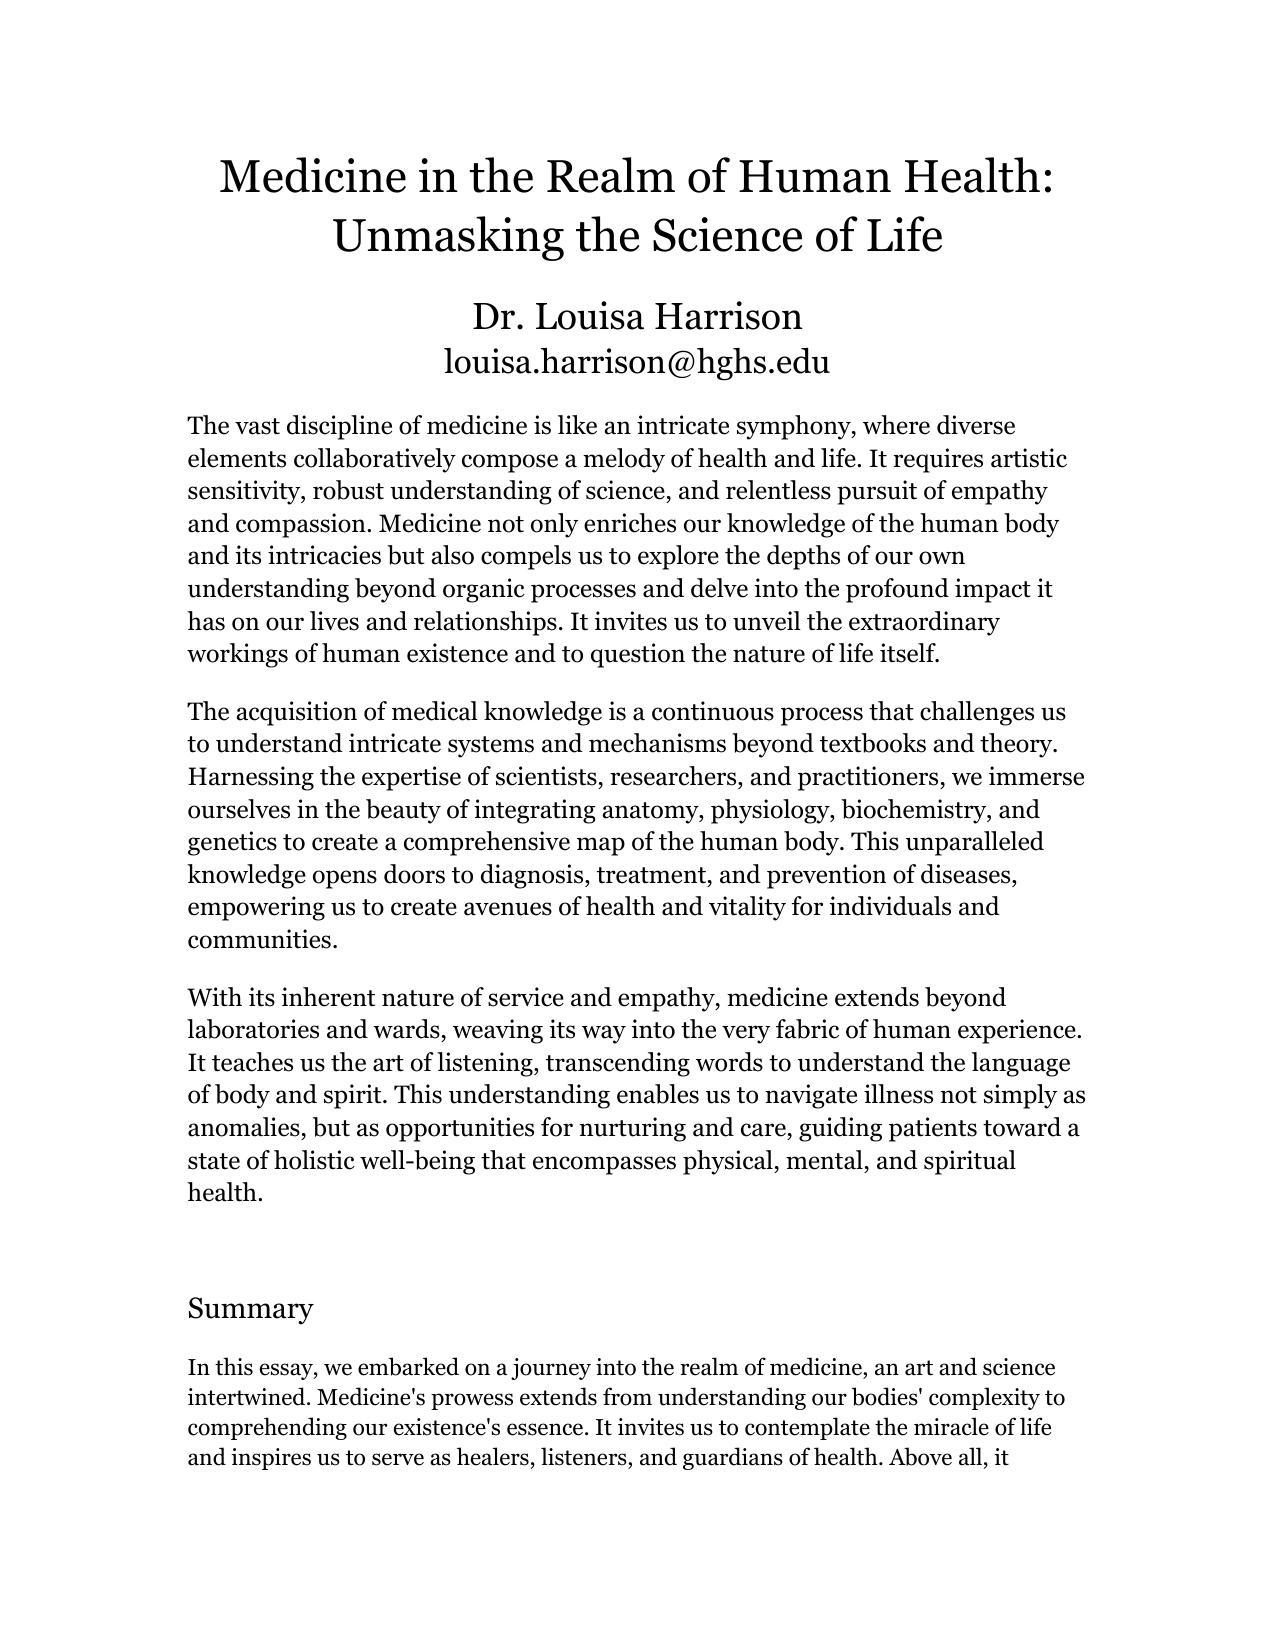 Medicine in the Realm of Human Health:
Unmasking the Science of Life
Dr. Louisa Harrison
louisa.harrison@hghs.edu
The vast discipline of medicine is like an intricate symphony, where diverse
elements collaboratively compose a melody of health and life. It requires artistic
sensitivity, robust understanding of science, and relentless pursuit of empathy
and compassion. Medicine not only enriches our knowledge of the human body
and its intricacies but also compels us to explore the depths of our own
understanding beyond organic processes and delve into the profound impact it
has on our lives and relationships. It invites us to unveil the extraordinary
workings of human existence and to question the nature of life itself.
The acquisition of medical knowledge is a continuous process that challenges us
to understand intricate systems and mechanisms beyond textbooks and theory.
Harnessing the expertise of scientists, researchers, and practitioners, we immerse
ourselves in the beauty of integrating anatomy, physiology, biochemistry, and
genetics to create a comprehensive map of the human body. This unparalleled
knowledge opens doors to diagnosis, treatment, and prevention of diseases,
empowering us to create avenues of health and vitality for individuals and
communities.
With its inherent nature of service and empathy, medicine extends beyond
laboratories and wards, weaving its way into the very fabric of human experience.
It teaches us the art of listening, transcending words to understand the language
of body and spirit. This understanding enables us to navigate illness not simply as
anomalies, but as opportunities for nurturing and care, guiding patients toward a
state of holistic well-being that encompasses physical, mental, and spiritual
health.
Summary
In this essay, we embarked on a journey into the realm of medicine, an art and science
intertwined. Medicine's prowess extends from understanding our bodies' complexity to
comprehending our existence's essence. It invites us to contemplate the miracle of life
and inspires us to serve as healers, listeners, and guardians of health. Above all, it